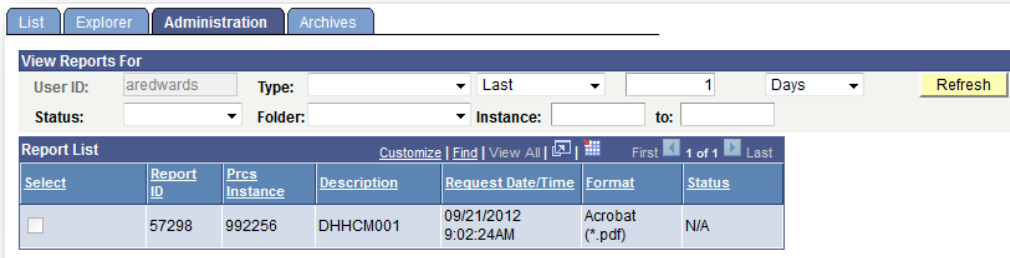 List Explorer Administration Archives
View Reports For
User ID: aredwards Type: Last 1 Days Refresh
Status: Folder: Instance: to:
Report List Customize | Find | View All | | First 1 of 1 Last
Select Report ID Prcs Instance Description Request Date/Time Format Status
57298 992256 DHHCM001 09/21/2012 9:02:24AM Acrobat (*.pdf) N/A